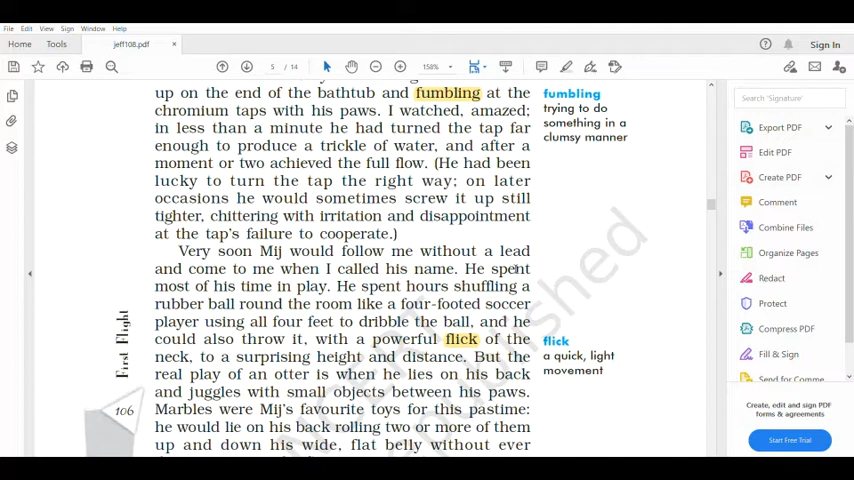 File Edit View Sign Window Help
Home Tools jeff108.pdf × Sign In
5 / 14 158%
up on the end of the bathtub and fumbling at the
chromium taps with his paws. I watched, amazed;
in less than a minute he had turned the tap far
enough to produce a trickle of water, and after a
moment or two achieved the full flow. (He had been
lucky to turn the tap the right way; on later
occasions he would sometimes screw it up still
tighter, chittering with irritation and disappointment
at the tap's failure to cooperate.)
Very soon Mij would follow me without a lead
and come to me when I called his name. He spent
most of his time in play. He spent hours shuffling a
rubber ball round the room like a four-footed soccer
player using all four feet to dribble the ball, and he
could also throw it, with a powerful flick of the
neck, to a surprising height and distance. But the
real play of an otter is when he lies on his back
and juggles with small objects between his paws.
Marbles were Mij's favourite toys for this pastime:
he would lie on his back rolling two or more of them
up and down his wide, flat belly without ever
fumbling
trying to do
something in a
clumsy manner
flick
a quick, light
movement
First Flight
106
NCERT
republished
Search 'Signature'
Export PDF
Edit PDF
Create PDF
Comment
Combine Files
Organize Pages
Redact
Protect
Compress PDF
Fill & Sign
Send for Comme
Create, edit and sign PDF
forms & agreements
Start Free Trial